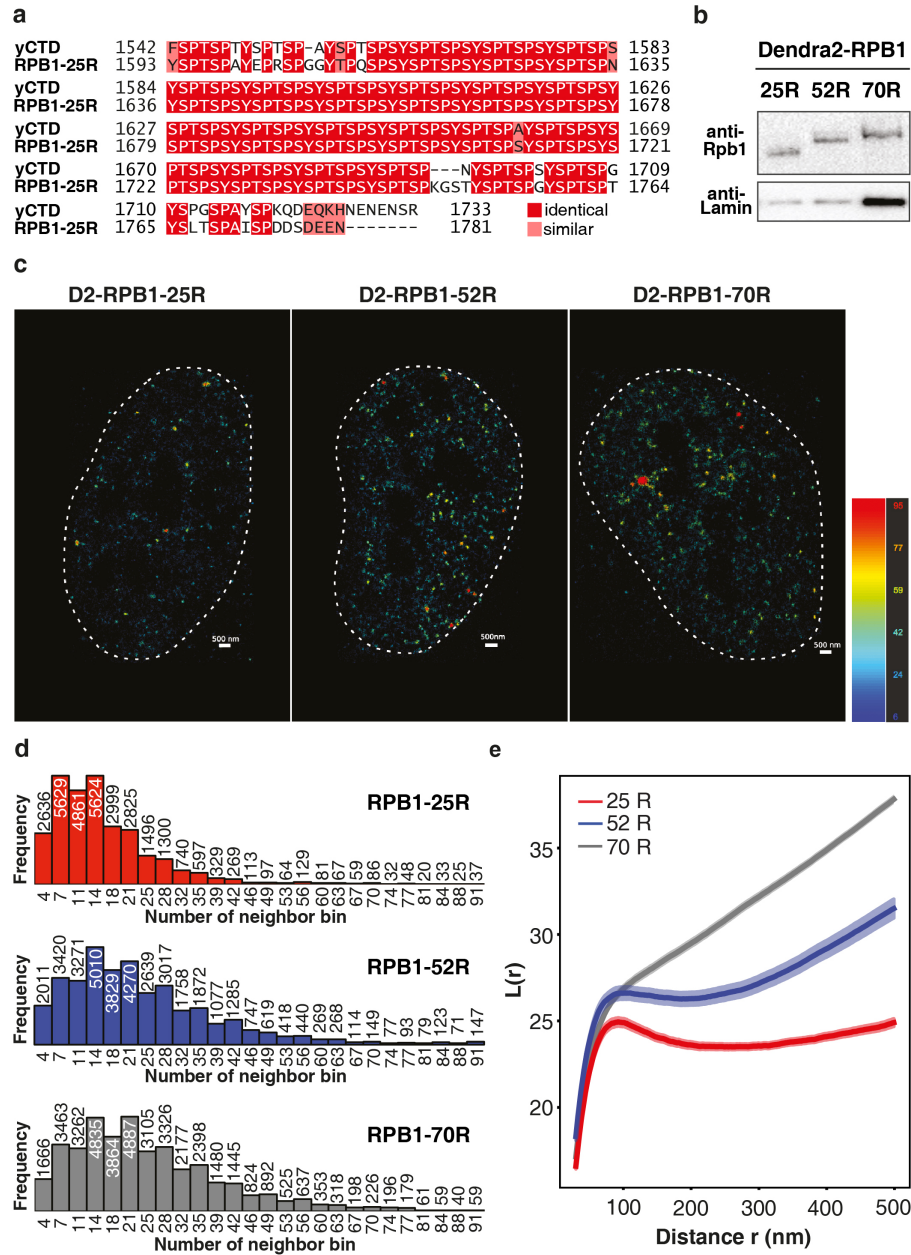 a
yCTD 1542 FSPTSPTYSPTSP-AYSPTSPSYSPTSPSYSPTSPSYSPTSPS 1583
RPB1-25R 1593 YSPTSPAYEPRSPGGYTPQSPSYSPTSPSYSPTSPSYSPTSPN 1635
yCTD 1584 YSPTSPSYSPTSPSYSPTSPSYSPTSPSYSPTSPSYSPTSPSY 1626
RPB1-25R 1636 YSPTSPSYSPTSPSYSPTSPSYSPTSPSYSPTSPSYSPTSPSY 1678
yCTD 1627 SPTSPSYSPTSPSYSPTSPSYSPTSPSYSPTSPAYSPTSPSYS 1669
RPB1-25R 1679 SPTSPSYSPTSPSYSPTSPSYSPTSPSYSPTSPSYSPTSPSYS 1721
yCTD 1670 PTSPSYSPTSPSYSPTSPSYSPTSP---NYSPTSPSYSPTSPG 1709
RPB1-25R 1722 PTSPSYSPTSPSYSPTSPSYSPTSPKGSTYSPTSPGYSPTSPT 1764
yCTD 1710 YSPGSPAYSPKQDEQKHNENENSR 1733
RPB1-25R 1765 YSLTSPAISPDDSDEEN------- 1781
identical
similar
b
Dendra2-RPB1
25R 52R 70R
anti-
Rpb1
anti-
Lamin
c
D2-RPB1-25R D2-RPB1-52R D2-RPB1-70R
500 nm
500nm
500 nm
95
77
59
42
24
6
d
RPB1-25R
Frequency
2636 5629 4861 5624 2999 2825 1496 1300 740 597 329 269 113 97 64 129 81 67 59 86 32 48 20 33 25 37
4 7 11 14 18 21 25 28 32 35 39 42 46 49 53 56 60 63 67 70 74 77 81 84 88 91
Number of neighbor bin
RPB1-52R
Frequency
2011 3420 3271 5010 3829 4270 2639 3017 1758 1872 1077 1285 747 619 418 440 269 268 114 149 77 93 79 123 71 147
4 7 11 14 18 21 25 28 32 35 39 42 46 49 53 56 60 63 67 70 74 77 81 84 88 91
Number of neighbor bin
RPB1-70R
Frequency
1666 3463 3262 4835 3864 4887 3105 3326 2177 2398 1480 1445 824 892 525 637 353 318 198 226 196 179 61 59 40 59
4 7 11 14 18 21 25 28 32 35 39 42 46 49 53 56 60 63 67 70 74 77 81 84 88 91
Number of neighbor bin
e
25 R
52 R
70 R
L(r)
35
30
25
20
100 200 300 400 500
Distance r (nm)